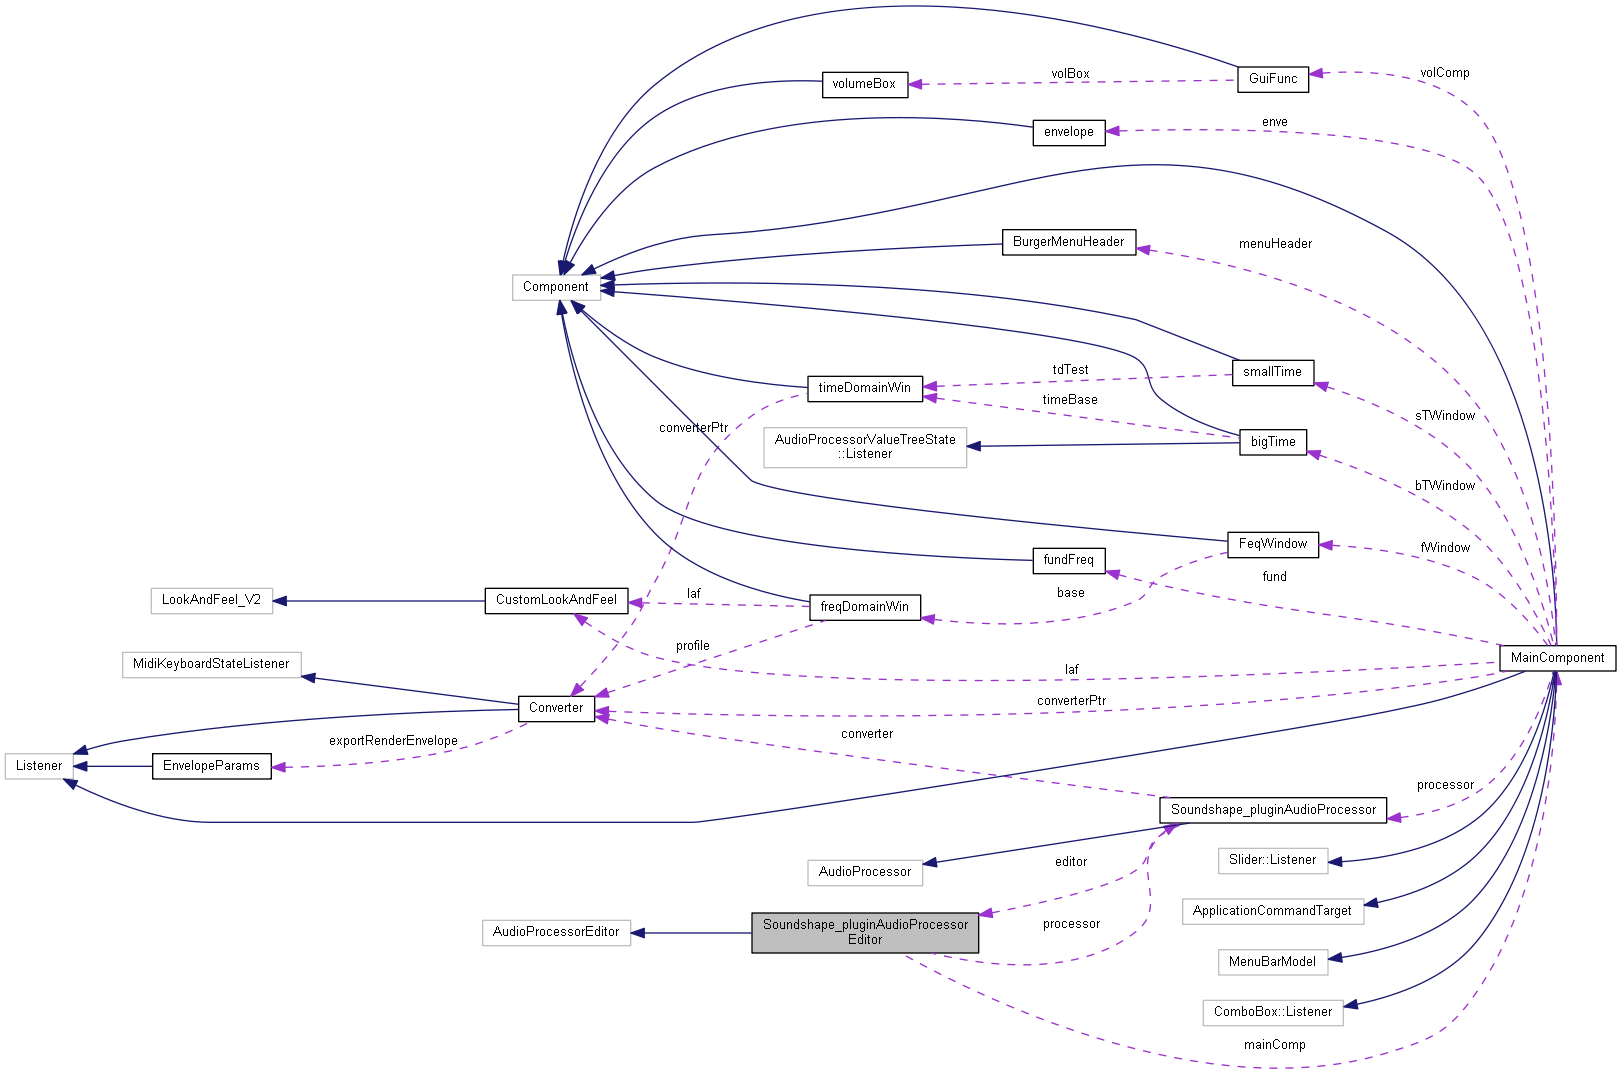 volComp
GuiFunc
volBox
volumeBox
enve
envelope
menuHeader
BurgerMenuHeader
Component
tdTest
smallTime
timeDomainWin
timeBase
sTWindow
converterPtr
AudioProcessorValueTreeState
::Listener
bigTime
bTWindow
FeqWindow
fWindow
fundFreq
fund
LookAndFeel_V2
CustomLookAndFeel
laf
freqDomainWin
base
profile
MainComponent
MidiKeyboardStateListener
laf
Converter
converterPtr
exportRenderEnvelope
converter
Listener
EnvelopeParams
processor
Soundshape_pluginAudioProcessor
Slider::Listener
editor
AudioProcessor
ApplicationCommandTarget
AudioProcessorEditor
Soundshape_pluginAudioProcessor
Editor
processor
MenuBarModel
ComboBox::Listener
mainComp